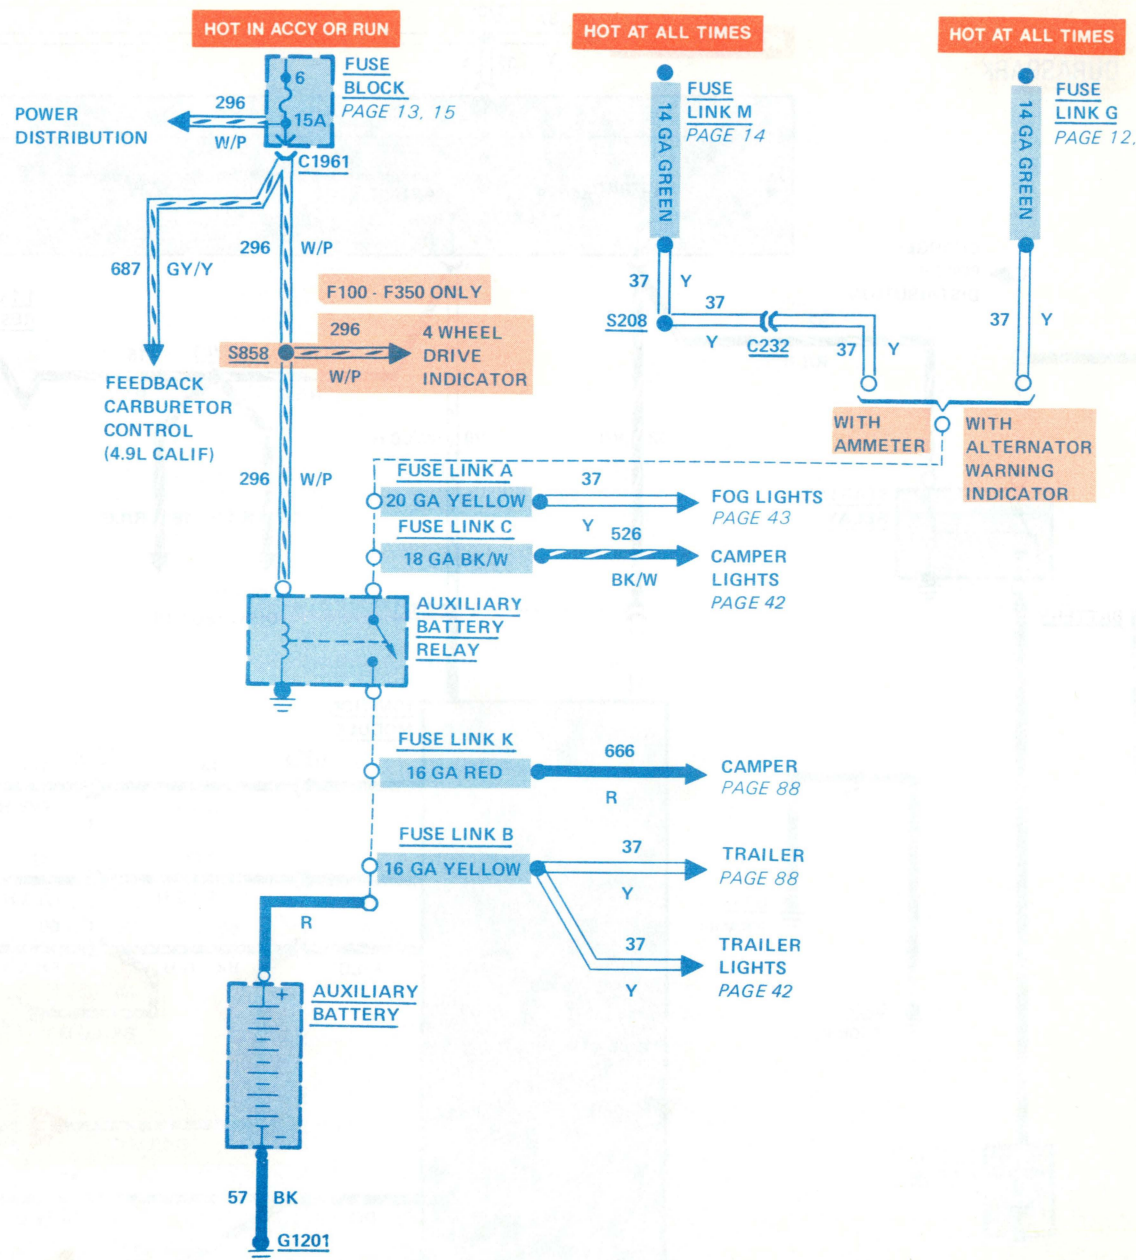 HOT IN ACCY OR RUN
HOT AT ALL TIMES
HOT AT ALL TIMES
6
15A
FUSE
BLOCK
PAGE 13, 15
296
W/P
POWER
DISTRIBUTION
C1961
14 GA GREEN
FUSE
LINK M
PAGE 14
14 GA GREEN
FUSE
LINK G
PAGE 12,
296
W/P
687
GY/Y
FEEDBACK
CARBURETOR
CONTROL
(4.9L CALIF)
F100 - F350 ONLY
S858
296
W/P
4 WHEEL
DRIVE
INDICATOR
37
Y
S208
37
Y
C232
37
Y
37
Y
WITH
AMMETER
WITH
ALTERNATOR
WARNING
INDICATOR
296
W/P
FUSE LINK A
20 GA YELLOW
37
Y
FOG LIGHTS
PAGE 43
FUSE LINK C
18 GA BK/W
526
BK/W
CAMPER
LIGHTS
PAGE 42
AUXILIARY
BATTERY
RELAY
FUSE LINK K
16 GA RED
666
R
CAMPER
PAGE 88
FUSE LINK B
16 GA YELLOW
37
Y
TRAILER
PAGE 88
37
Y
TRAILER
LIGHTS
PAGE 42
R
+
-
AUXILIARY
BATTERY
57
BK
G1201